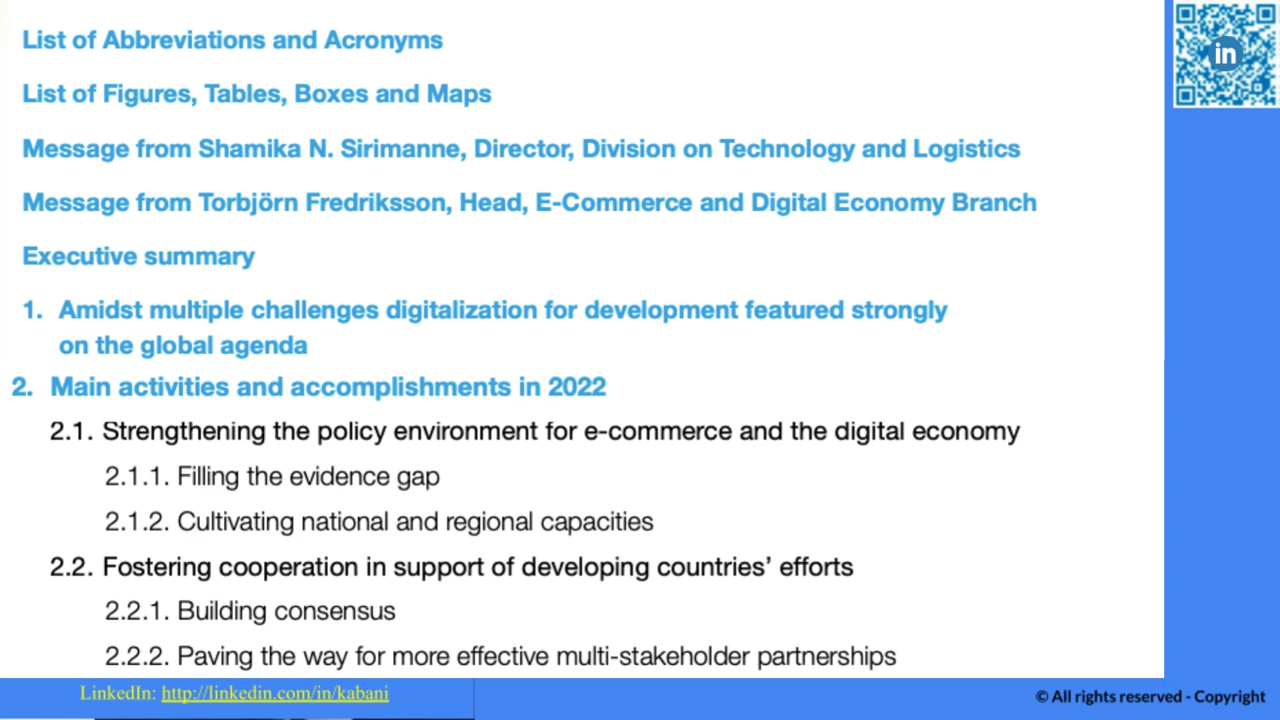 List of Abbreviations and Acronyms
List of Figures, Tables, Boxes and Maps
Message from Shamika N. Sirimanne, Director, Division on Technology and Logistics
Message from Torbjörn Fredriksson, Head, E-Commerce and Digital Economy Branch
Executive summary
1. Amidst multiple challenges digitalization for development featured strongly
on the global agenda
2. Main activities and accomplishments in 2022
2.1. Strengthening the policy environment for e-commerce and the digital economy
2.1.1. Filling the evidence gap
2.1.2. Cultivating national and regional capacities
2.2. Fostering cooperation in support of developing countries' efforts
2.2.1. Building consensus
2.2.2. Paving the way for more effective multi-stakeholder partnerships
LinkedIn: http://linkedin.com/in/kabani
© All rights reserved - Copyright
in